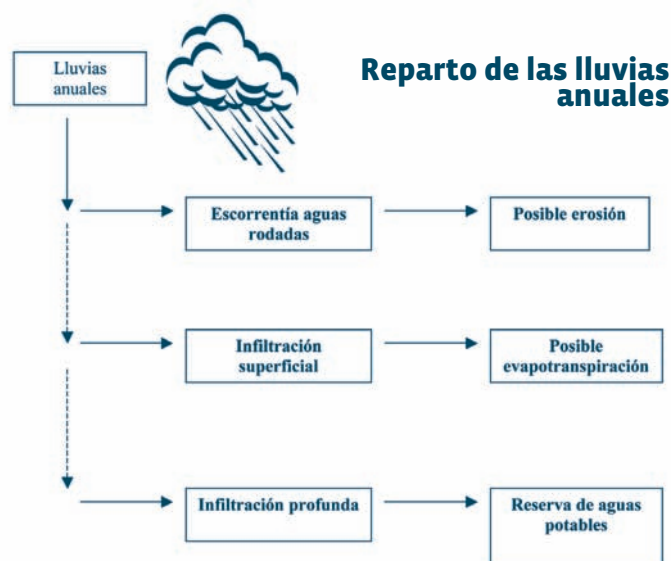 Lluvias
anuales
Reparto de las lluvias
anuales
Escorrentía aguas
rodadas
Posible erosión
Infiltración
superficial
Posible
evapotranspiración
Infiltración profunda
Reserva de aguas
potables